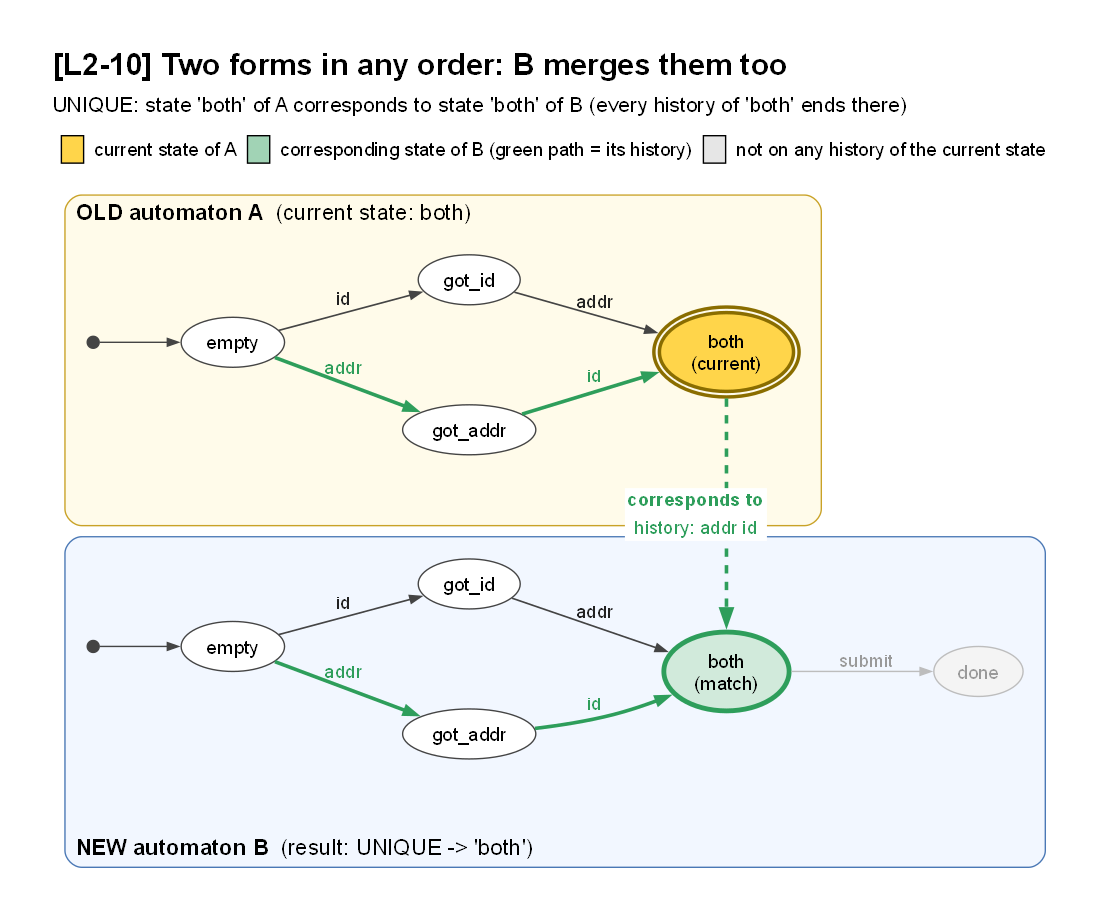 [L2-10] Two forms in any order: B merges them too
UNIQUE: state 'both' of A corresponds to state 'both' of B (every history of 'both' ends there)
current state of A
corresponding state of B (green path = its history)
not on any history of the current state
OLD automaton A (current state: both)
empty
id
addr
got_id
got_addr
addr
id
both
(current)
corresponds to
history: addr id
empty
id
addr
got_id
got_addr
addr
id
both
(match)
submit
done
NEW automaton B (result: UNIQUE -> 'both')